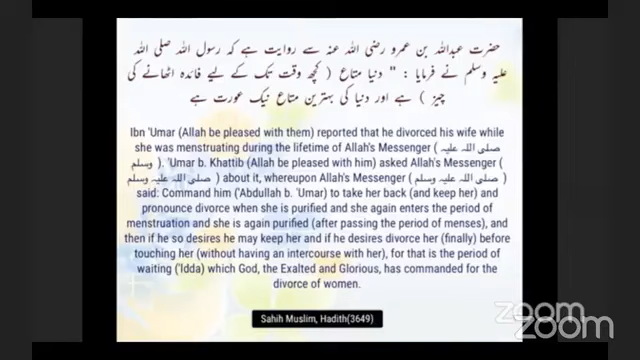 حضرت عبداللہ بن عمرو رضی اللہ عنہ سے روایت ہے کہ رسول اللہ صلی اللہ
علیہ وسلم نے فرمایا : " دنیا متاع ( کچھ وقت تک کے لیے فائدہ اٹھانے کی
چیز ) ہے اور دنیا کی بہترین متاع نیک عورت ہے
Ibn 'Umar (Allah be pleased with them) reported that he divorced his wife while
she was menstruating during the lifetime of Allah's Messenger ( صلی اللہ علیہ
وسلم ). 'Umar b. Khattib (Allah be pleased with him) asked Allah's Messenger (
صلی اللہ علیہ وسلم ) about it, whereupon Allah's Messenger ( صلی اللہ علیہ وسلم )
said: Command him ('Abdullah b. 'Umar) to take her back (and keep her) and
pronounce divorce when she is purified and she again enters the period of
menstruation and she is again purified (after passing the period of menses), and
then if he so desires he may keep her and if he desires divorce her (finally) before
touching her (without having an intercourse with her), for that is the period of
waiting ('Idda) which God, the Exalted and Glorious, has commanded for the
divorce of women.
Sahih Muslim, Hadith(3649)
zoom
zoom